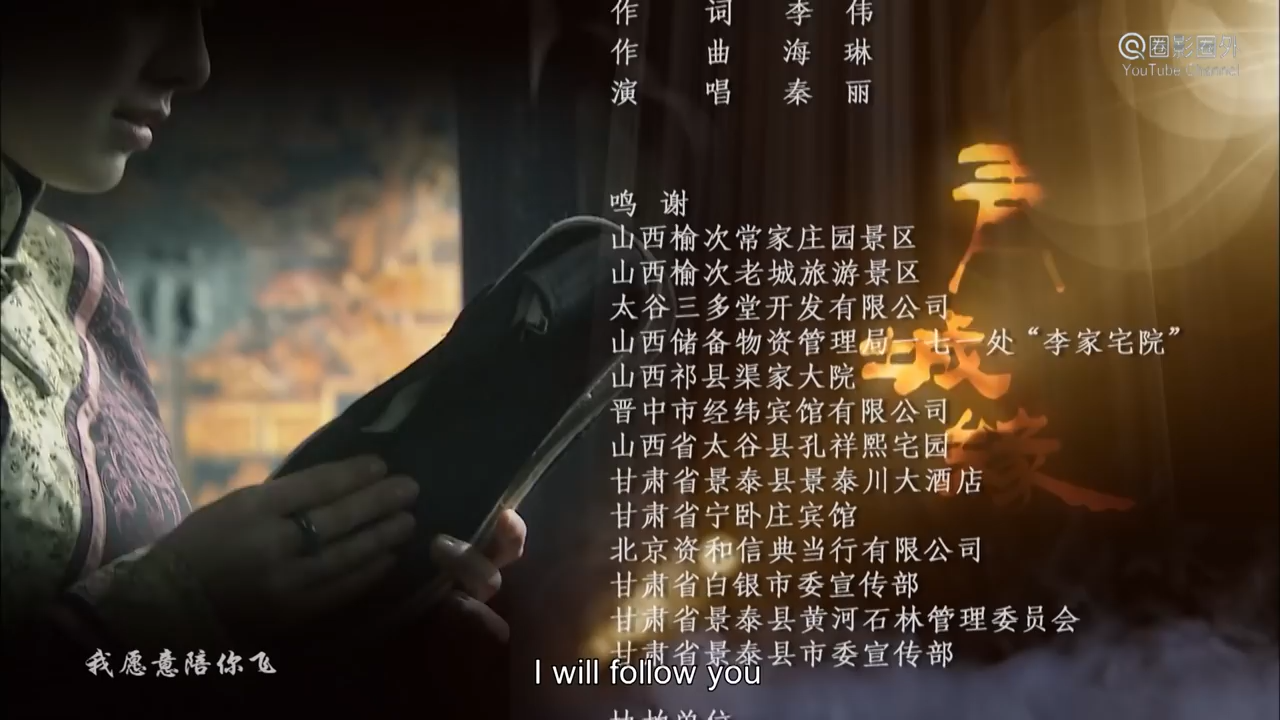 作 词 李 伟
作 曲 海 琳
演 唱 秦 丽
圈影圈外
YouTube Channel
鸣 谢
山西榆次常家庄园景区
山西榆次老城旅游景区
太谷三多堂开发有限公司
山西储备物资管理局一七一处“李家宅院”
山西祁县渠家大院
晋中市经纬宾馆有限公司
山西省太谷县孔祥熙宅园
甘肃省景泰县景泰川大酒店
甘肃省宁卧庄宾馆
北京资和信典当行有限公司
甘肃省白银市委宣传部
甘肃省景泰县黄河石林管理委员会
甘肃省景泰县市委宣传部
我愿意陪你飞
I will follow you